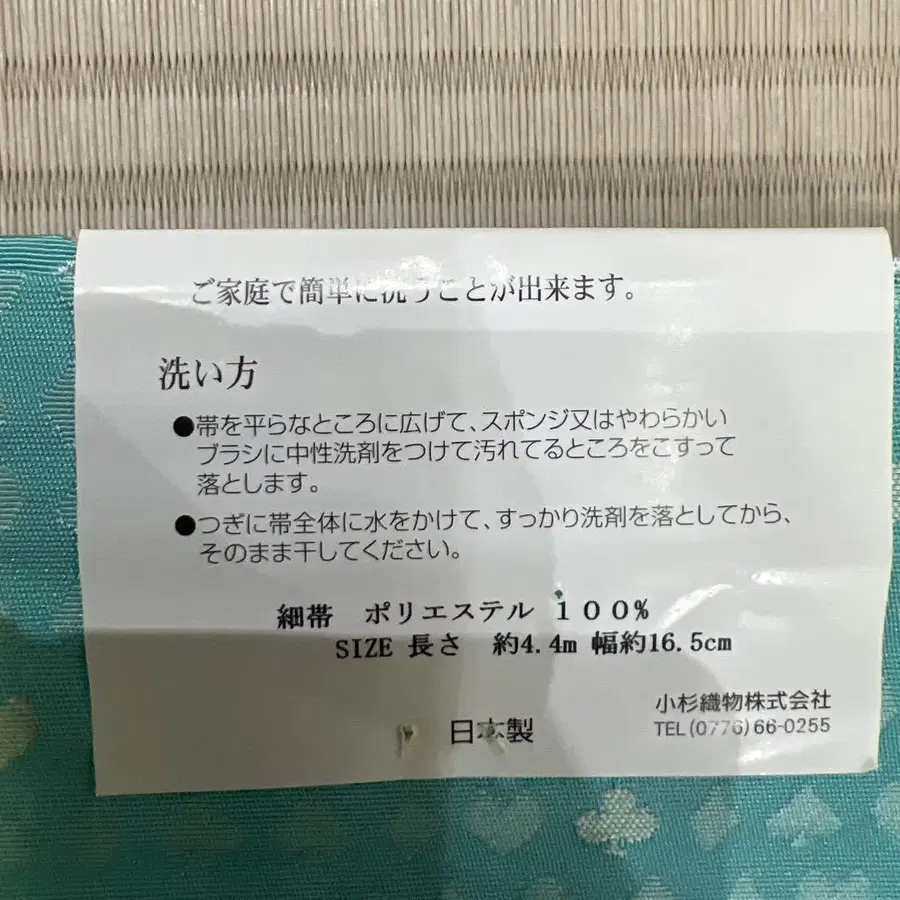 ご家庭で簡単に洗うことが出来ます。
洗い方
●帯を平らなところに広げて、スポンジ又はやわらかい
ブラシに中性洗剤をつけて汚れてるところをこすって
落とします。
●つぎに帯全体に水をかけて、すっかり洗剤を落としてから、
そのまま干してください。
細帯 ポリエステル １００％
SIZE 長さ 約4.4m 幅約16.5cm
日本製
小杉織物株式会社
TEL(0776)66-0255